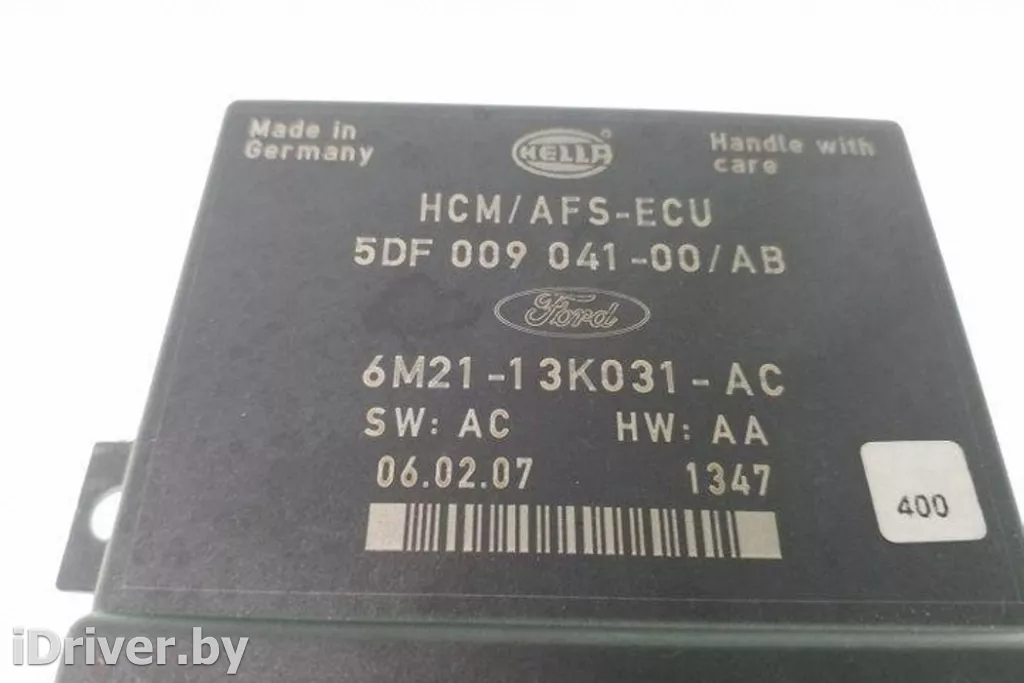 Made in
Germany
HELLA
Handle with
care
HCM/AFS-ECU
5DF 009 041-00/AB
Ford
6M21-13K031-AC
SW: AC HW: AA
06.02.07 1347
400
iDriver.by